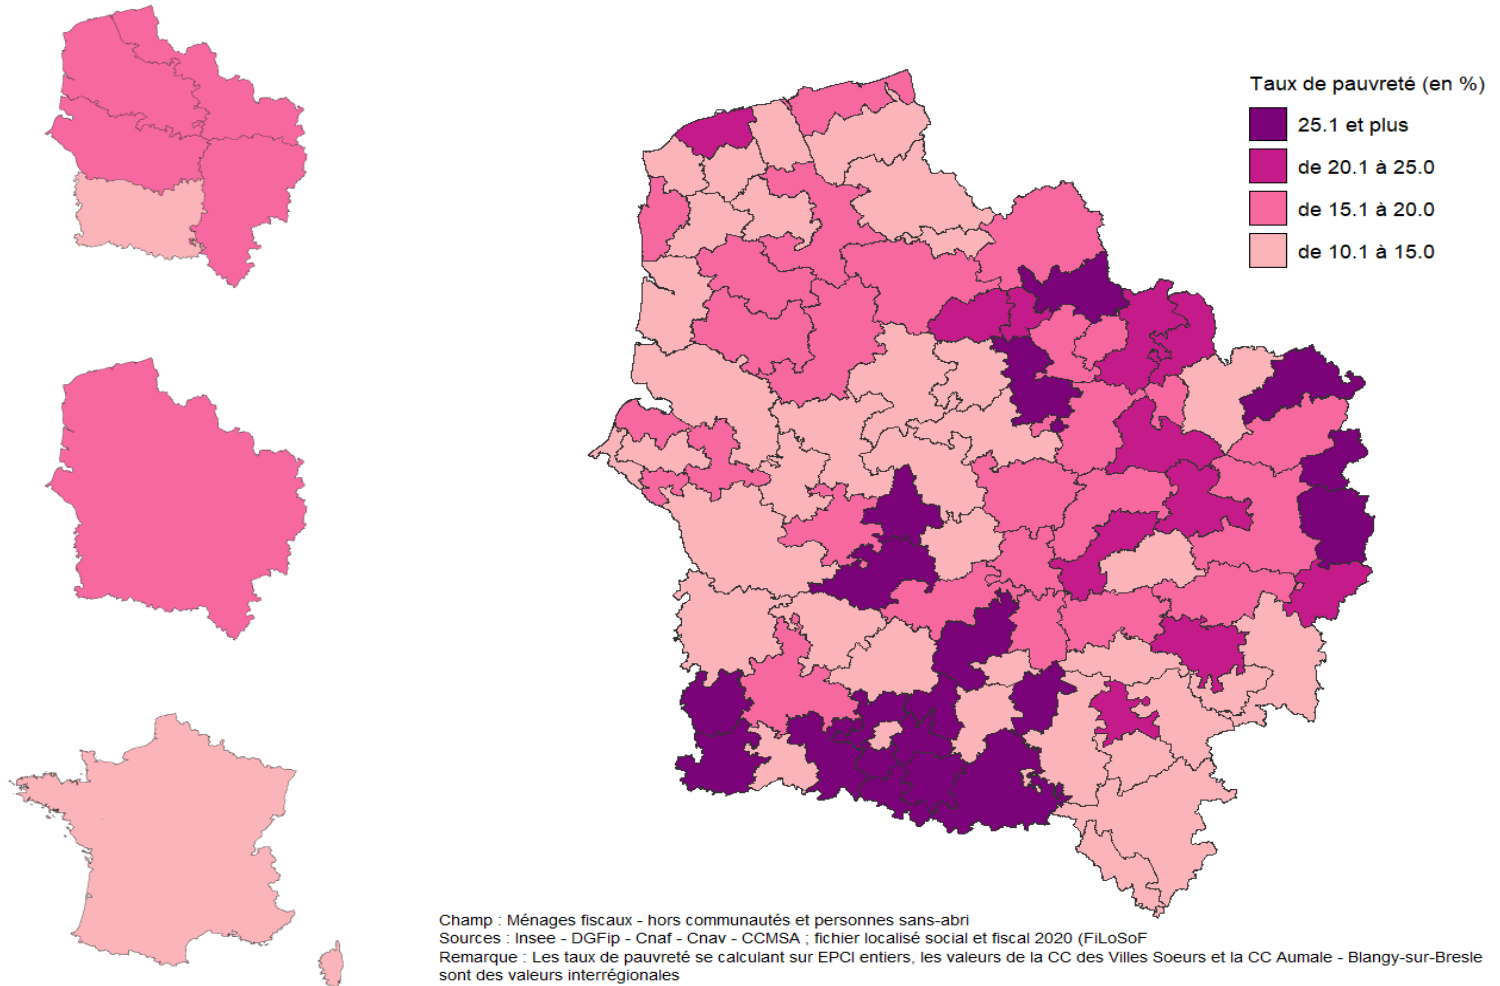 Taux de pauvreté (en %)
25.1 et plus
de 20.1 à 25.0
de 15.1 à 20.0
de 10.1 à 15.0
Champ : Ménages fiscaux - hors communautés et personnes sans-abri
Sources : Insee - DGFip - Cnaf - Cnav - CCMSA ; fichier localisé social et fiscal 2020 (FiLoSoF
Remarque : Les taux de pauvreté se calculant sur EPCI entiers, les valeurs de la CC des Villes Soeurs et la CC Aumale - Blangy-sur-Bresle
sont des valeurs interrégionales